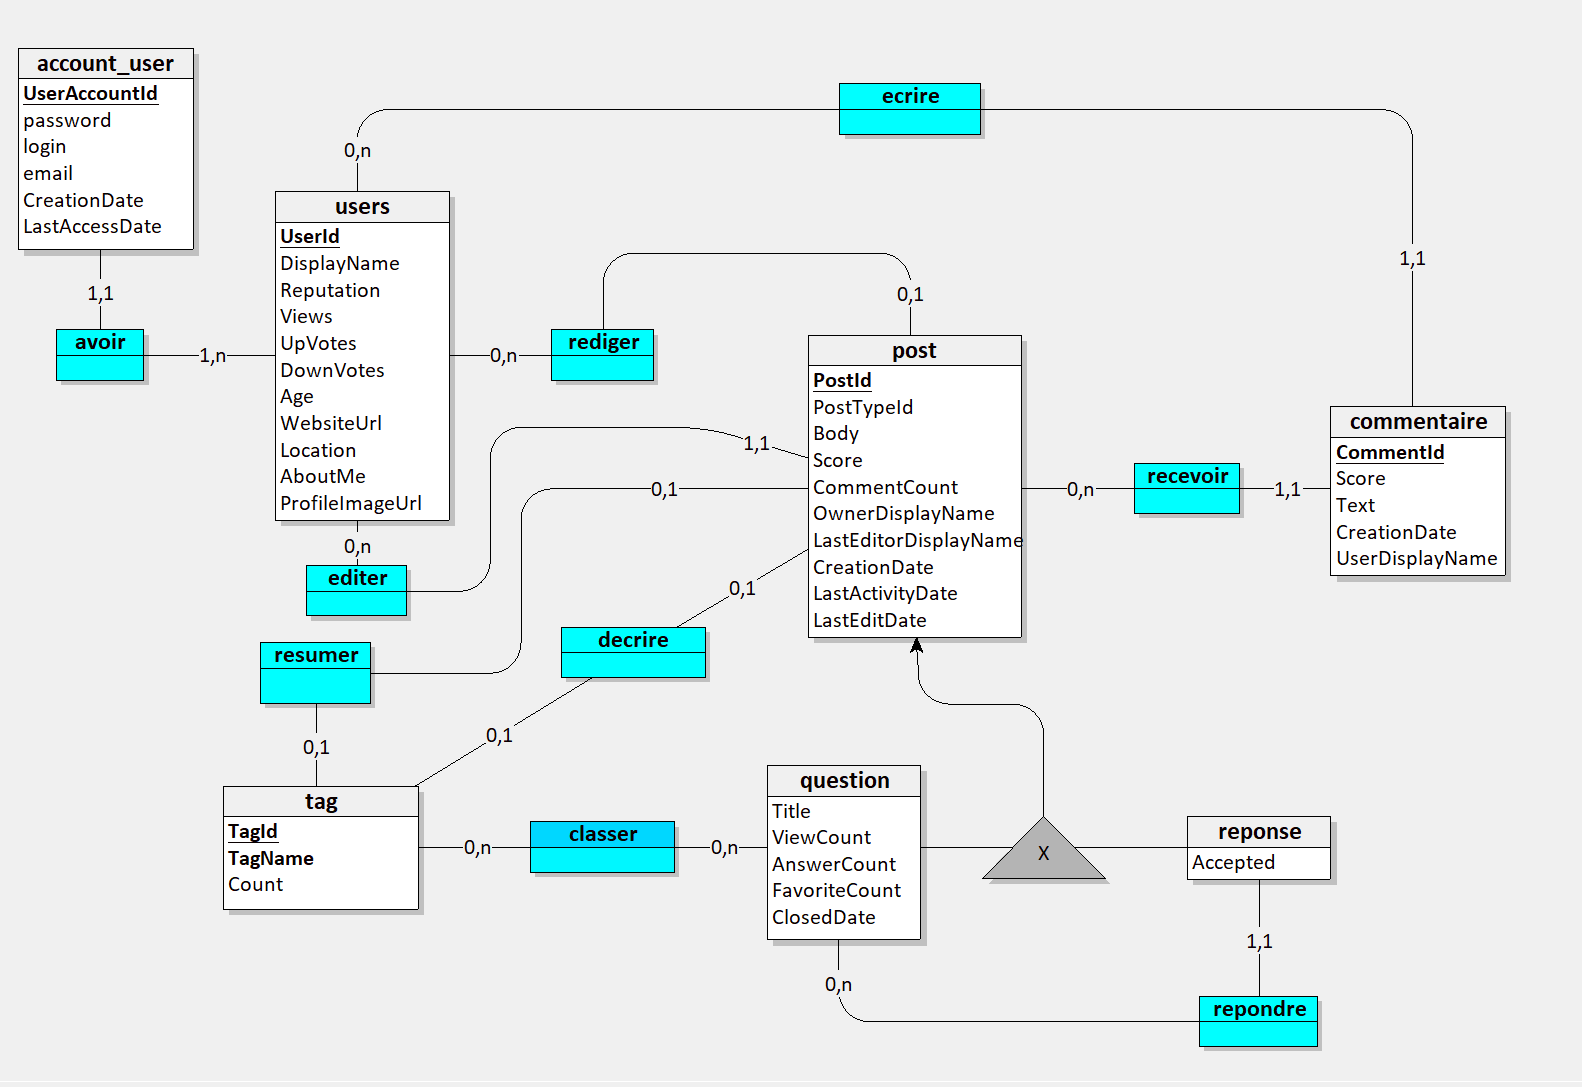 account_user
UserAccountId
password
login
email
CreationDate
LastAccessDate
1,1
avoir
1,n
ecrire
0,n
users
UserId
DisplayName
Reputation
Views
UpVotes
DownVotes
Age
WebsiteUrl
Location
AboutMe
ProfileImageUrl
0,n
rediger
0,1
1,1
post
PostId
PostTypeId
Body
Score
CommentCount
OwnerDisplayName
LastEditorDisplayName
CreationDate
LastActivityDate
LastEditDate
1,1
0,1
0,n
recevoir
1,1
commentaire
CommentId
Score
Text
CreationDate
UserDisplayName
0,n
editer
0,1
decrire
resumer
0,1
0,1
tag
TagId
TagName
Count
0,n
classer
0,n
question
Title
ViewCount
AnswerCount
FavoriteCount
ClosedDate
X
reponse
Accepted
1,1
0,n
repondre